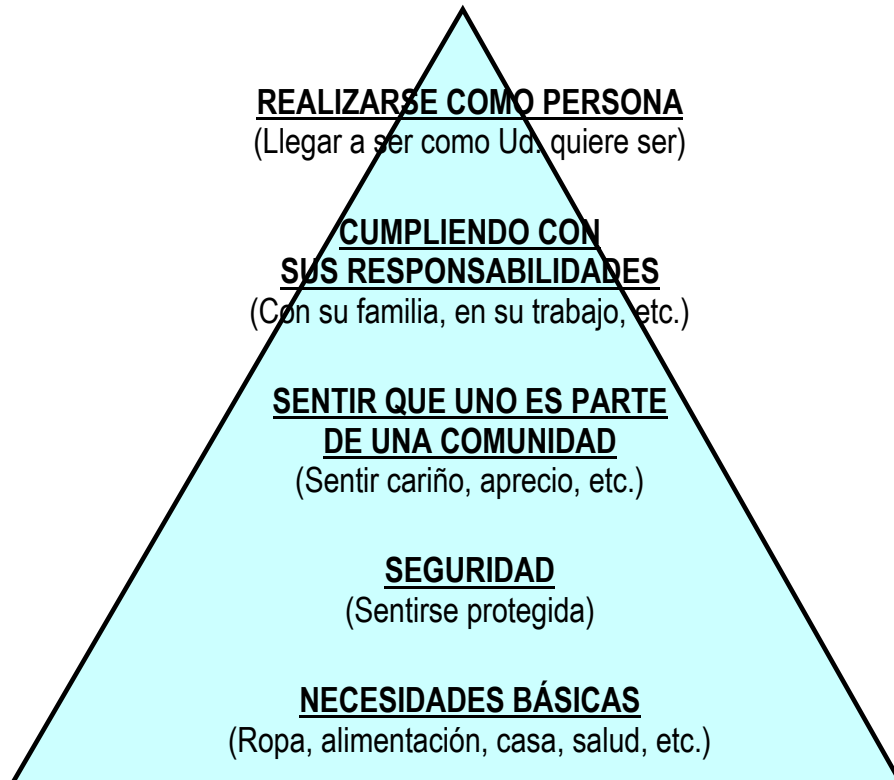 REALIZARSE COMO PERSONA
(Llegar a ser como Ud. quiere ser)
CUMPLIENDO CON
SUS RESPONSABILIDADES
(Con su familia, en su trabajo, etc.)
SENTIR QUE UNO ES PARTE
DE UNA COMUNIDAD
(Sentir cariño, aprecio, etc.)
SEGURIDAD
(Sentirse protegida)
NECESIDADES BÁSICAS
(Ropa, alimentación, casa, salud, etc.)